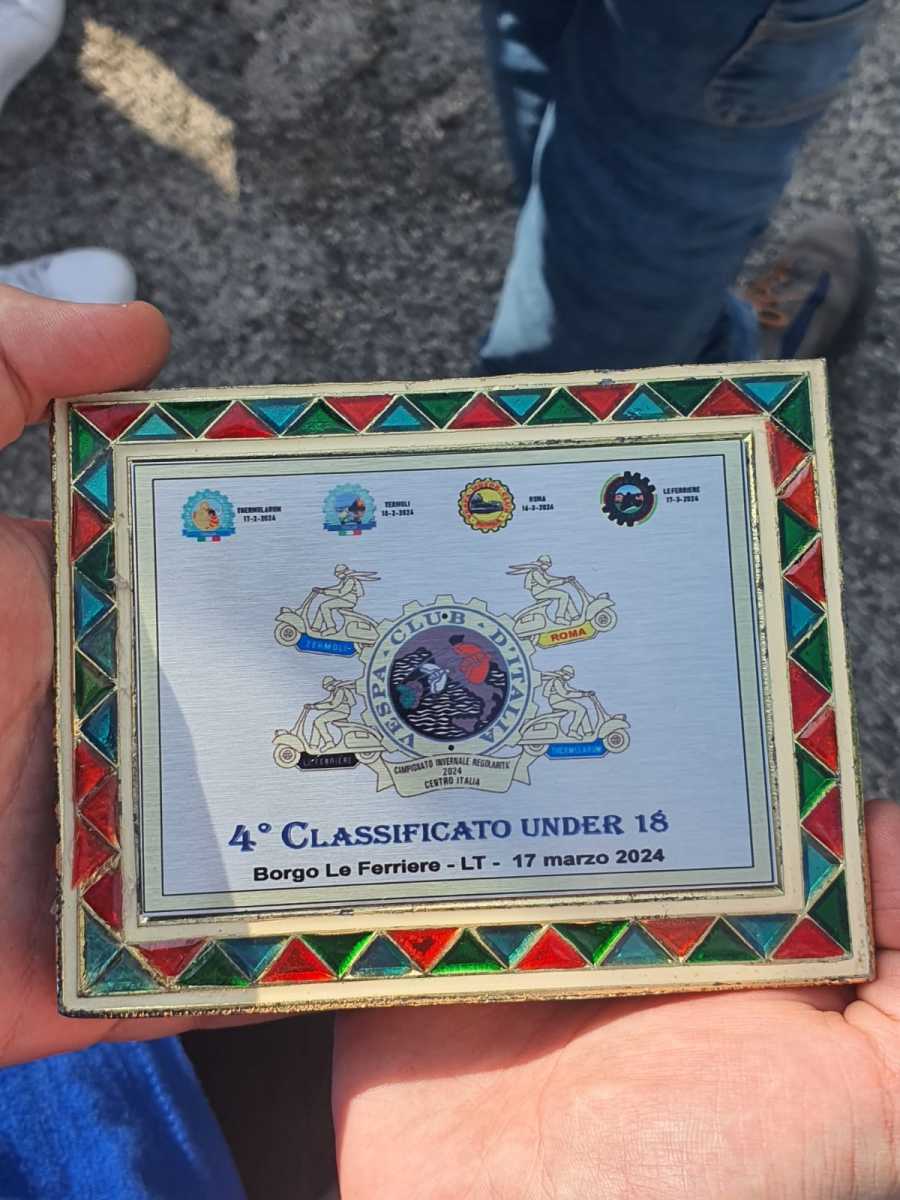 THERMOLARUM
17-2-2024
TERMOLI
18-2-2024
ROMA
16-3-2024
LE FERRIERE
17-3-2024
TERMOLI
ROMA
VESPA · CLUB · D'ITALIA
LE FERRIERE
THERMOLARUM
CAMPIONATO INVERNALE REGOLARITA'
2024
CENTRO ITALIA
4° CLASSIFICATO UNDER 18
Borgo Le Ferriere - LT - 17 marzo 2024